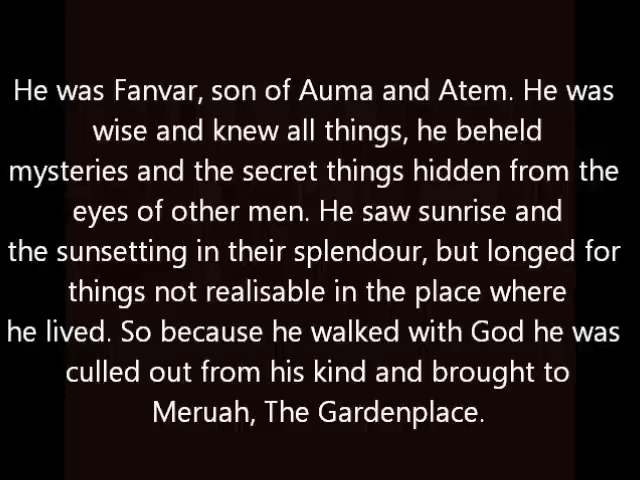 He was Fanvar, son of Auma and Atem. He was
wise and knew all things, he beheld
mysteries and the secret things hidden from the
eyes of other men. He saw sunrise and
the sunsetting in their splendour, but longed for
things not realisable in the place where
he lived. So because he walked with God he was
culled out from his kind and brought to
Meruah, The Gardenplace.